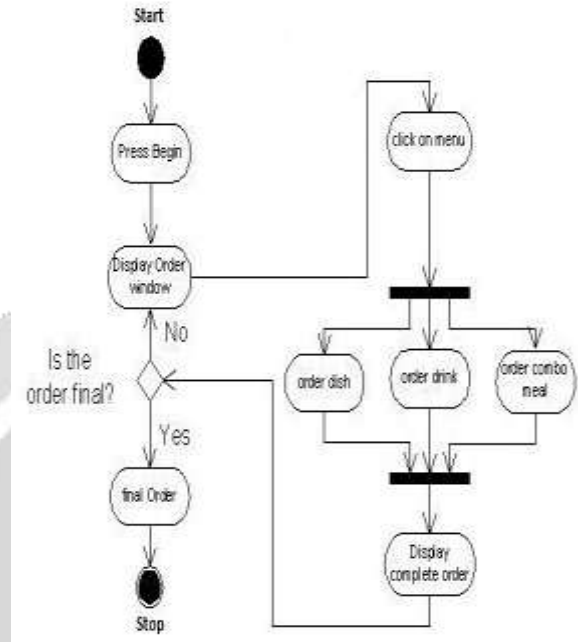 Start
Press Begin
Display Order
window
No
Is the
order final?
Yes
final Order
Stop
click on menu
order dish
order drink
order combo
meal
Display
complete order